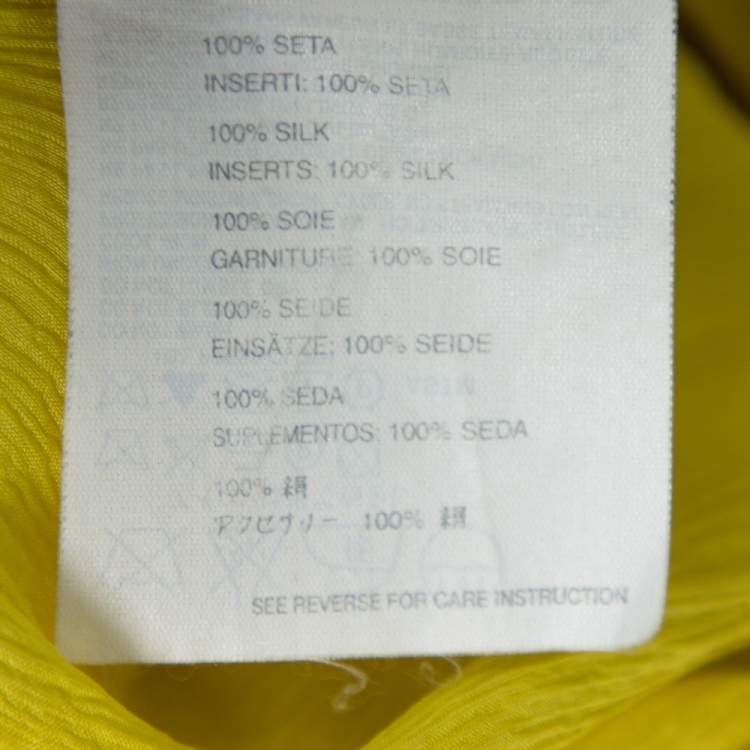 100% SETA
INSERTI: 100% SETA
100% SILK
INSERTS: 100% SILK
100% SOIE
GARNITURE 100% SOIE
100% SEIDE
EINSÄTZE: 100% SEIDE
100% SEDA
SUPLEMENTOS: 100% SEDA
100% 絹
アクセサリー 100% 絹
SEE REVERSE FOR CARE INSTRUCTION